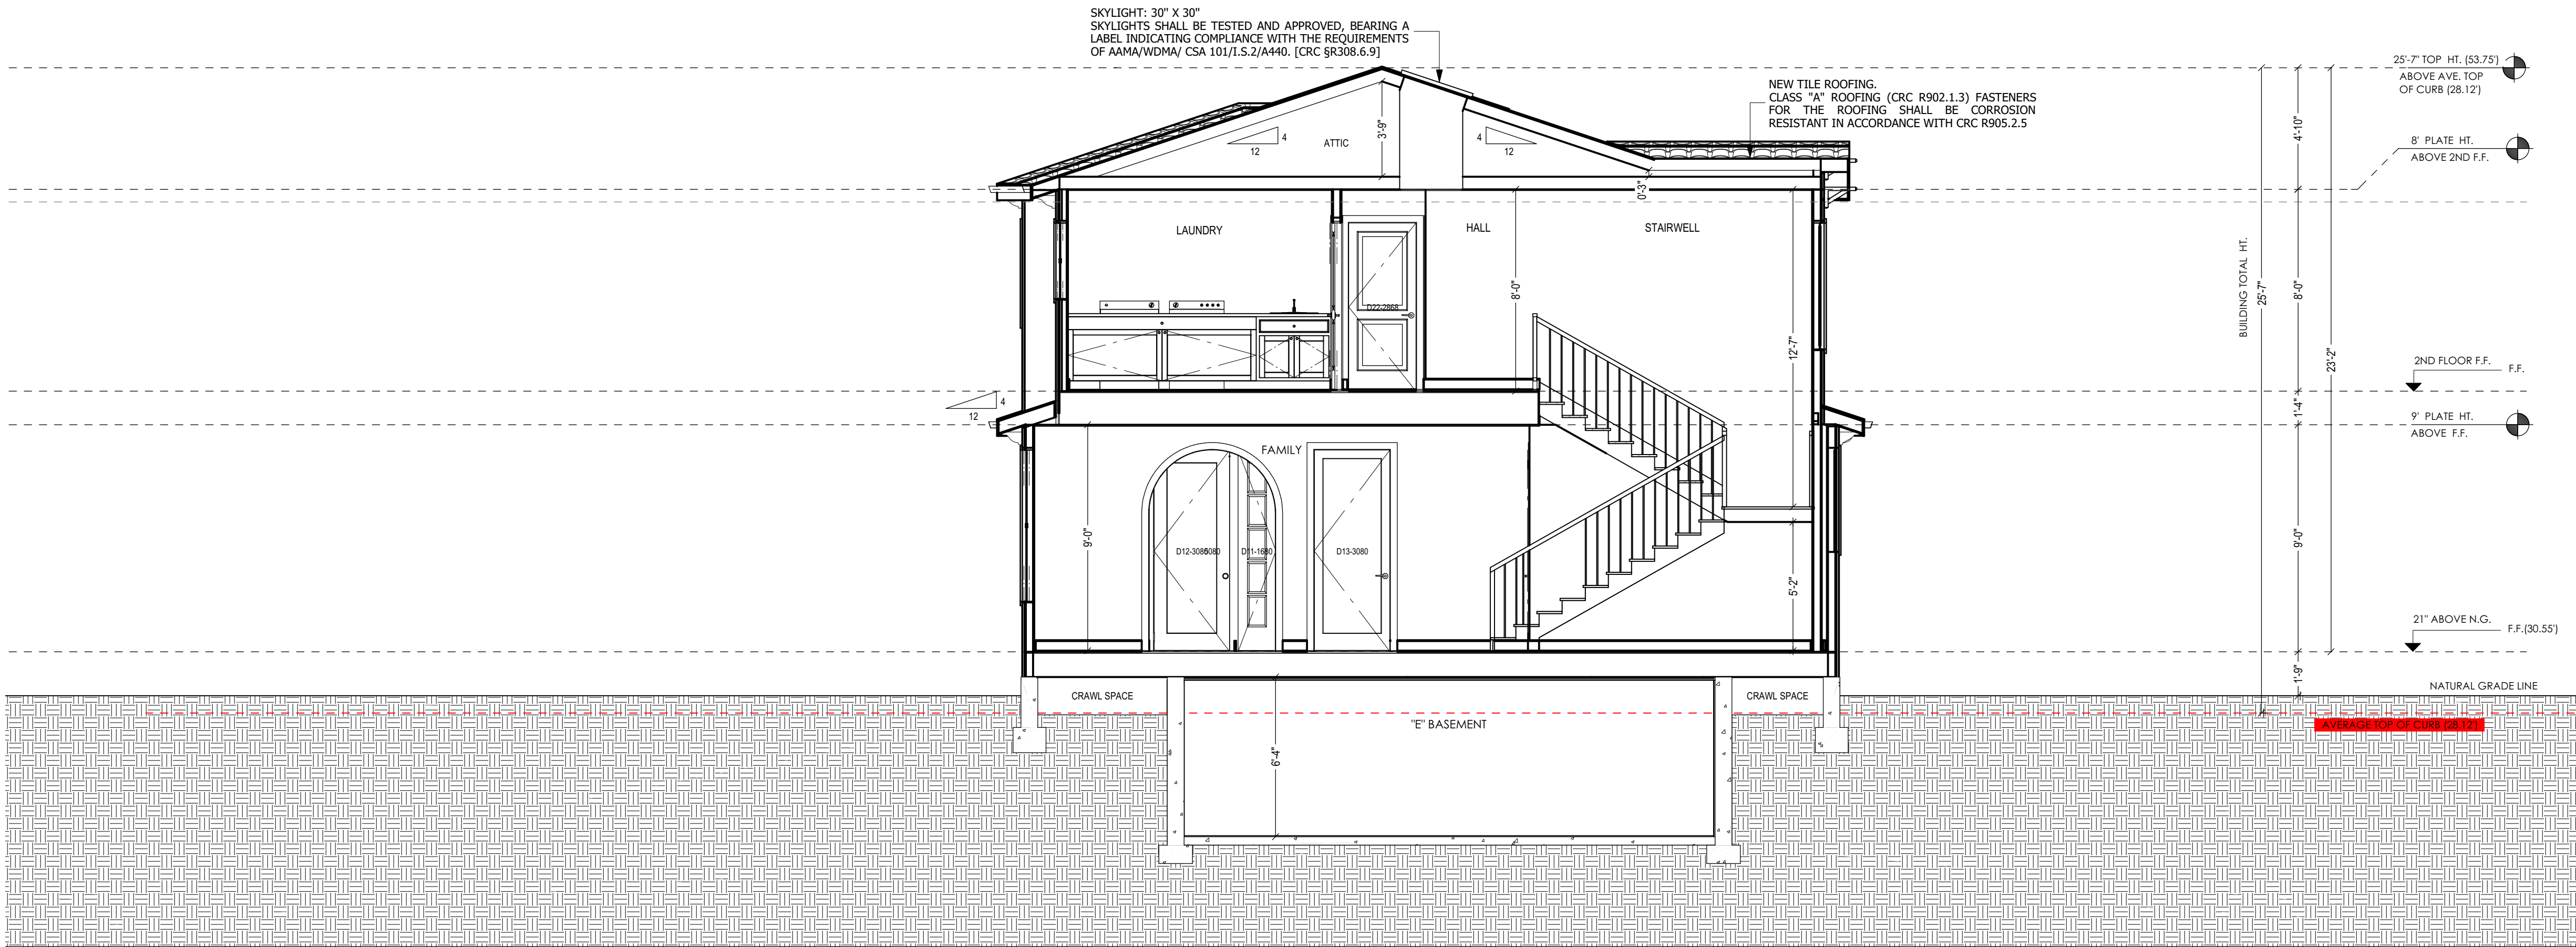 SKYLIGHT: 30" X 30"
SKYLIGHTS SHALL BE TESTED AND APPROVED, BEARING A
LABEL INDICATING COMPLIANCE WITH THE REQUIREMENTS
OF AAMA/WDMA/ CSA 101/I.S.2/A440. [CRC §R308.6.9]
NEW TILE ROOFING.
CLASS "A" ROOFING (CRC R902.1.3) FASTENERS
FOR THE ROOFING SHALL BE CORROSION
RESISTANT IN ACCORDANCE WITH CRC R905.2.5
25'-7" TOP HT. (53.75')
ABOVE AVE. TOP
OF CURB (28.12')
8' PLATE HT.
ABOVE 2ND F.F.
4'-10"
4
12
ATTIC
3'-9"
4
12
0'-3"
LAUNDRY
HALL
STAIRWELL
8'-0"
D22-2868
12'-7"
BUILDING TOTAL HT.
25'-7"
8'-0"
23'-2"
2ND FLOOR F.F.
F.F.
4
12
1'-4"
9' PLATE HT.
ABOVE F.F.
FAMILY
9'-0"
D11-1680
D13-3080
5'-2"
9'-0"
21" ABOVE N.G.
F.F.(30.55')
1'-9"
NATURAL GRADE LINE
CRAWL SPACE
CRAWL SPACE
"E" BASEMENT
AVERAGE TOP OF CURB (28.12')
6'-4"